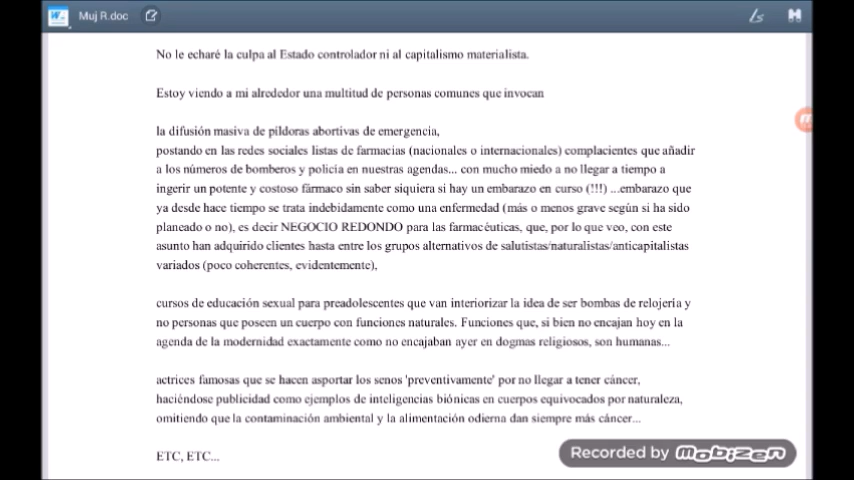 Muj R.doc
No le echaré la culpa al Estado controlador ni al capitalismo materialista.
Estoy viendo a mi alrededor una multitud de personas comunes que invocan
la difusión masiva de píldoras abortivas de emergencia,
postando en las redes sociales listas de farmacias (nacionales o internacionales) complacientes que añadir
a los números de bomberos y policía en nuestras agendas... con mucho miedo a no llegar a tiempo a
ingerir un potente y costoso fármaco sin saber siquiera si hay un embarazo en curso (!!!) ...embarazo que
ya desde hace tiempo se trata indebidamente como una enfermedad (más o menos grave según si ha sido
planeado o no), es decir NEGOCIO REDONDO para las farmacéuticas, que, por lo que veo, con este
asunto han adquirido clientes hasta entre los grupos alternativos de salutistas/naturalistas/anticapitalistas
variados (poco coherentes, evidentemente),
cursos de educación sexual para preadolescentes que van interiorizar la idea de ser bombas de relojería y
no personas que poseen un cuerpo con funciones naturales. Funciones que, si bien no encajan hoy en la
agenda de la modernidad exactamente como no encajaban ayer en dogmas religiosos, son humanas...
actrices famosas que se hacen asportar los senos 'preventivamente' por no llegar a tener cáncer,
haciéndose publicidad como ejemplos de inteligencias biónicas en cuerpos equivocados por naturaleza,
omitiendo que la contaminación ambiental y la alimentación odierna dan siempre más cáncer...
ETC, ETC...
Recorded by mobizen